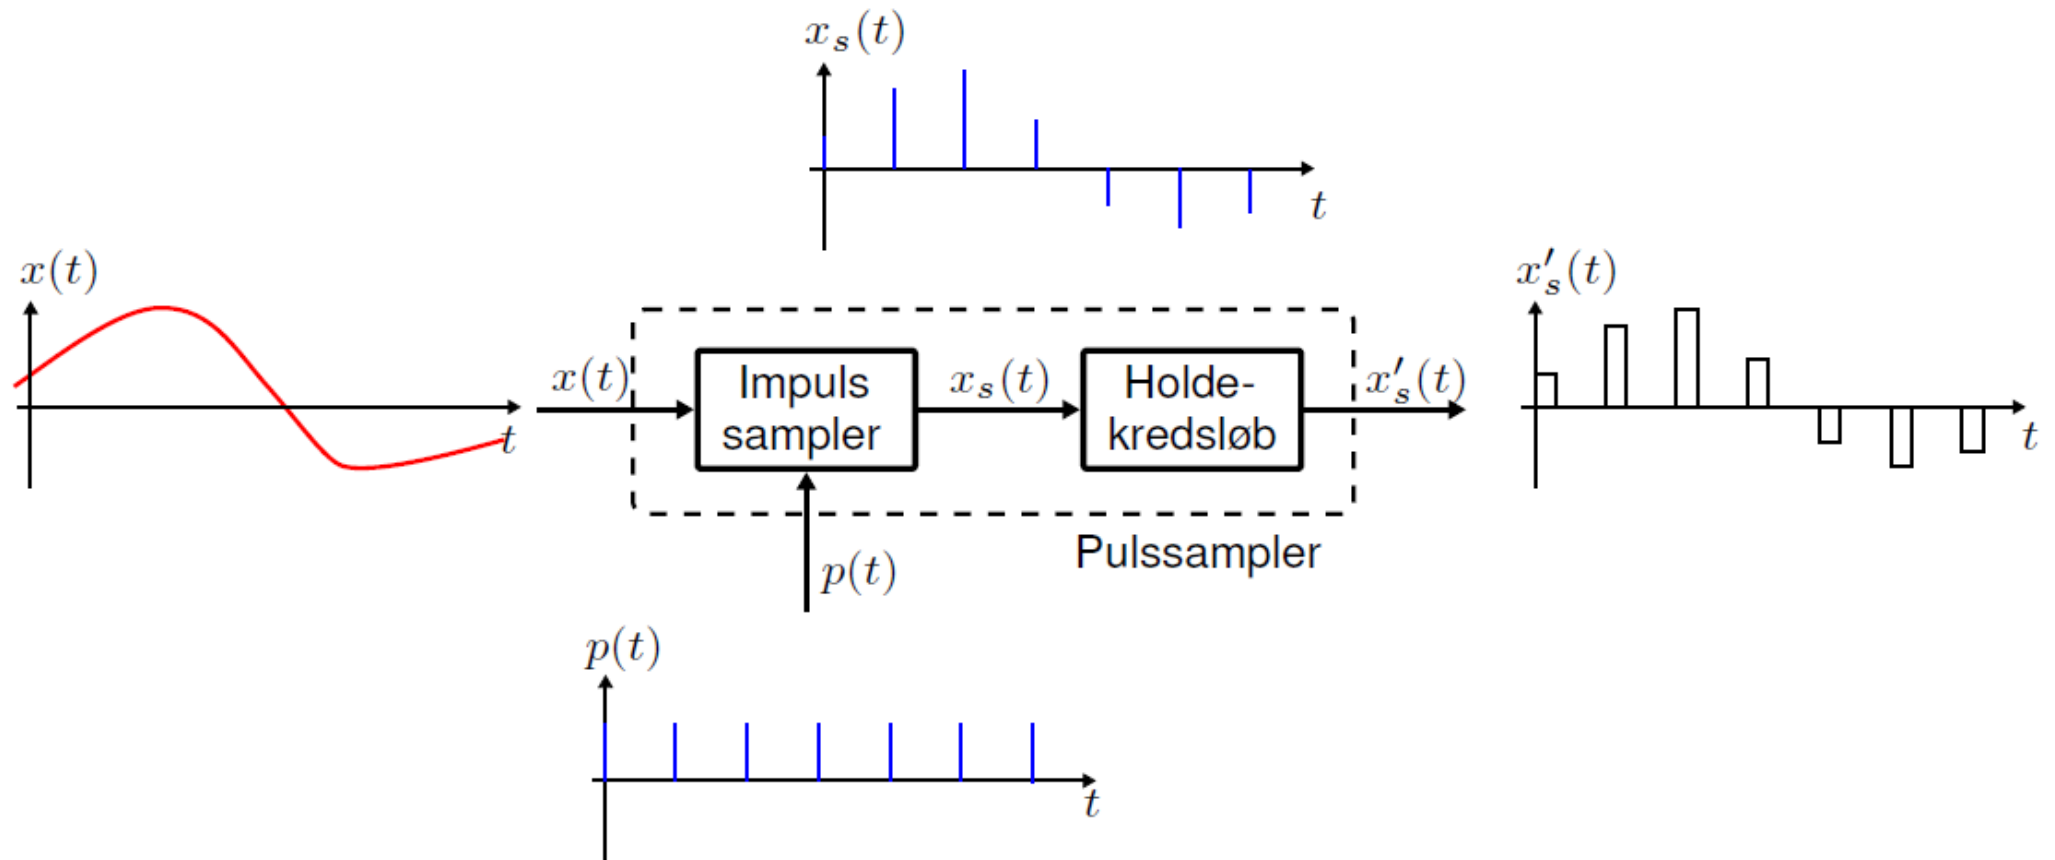 x_s(t)
t
x(t)
t
x(t)
Impuls
sampler
x_s(t)
Holde-
kredsløb
x'_s(t)
x'_s(t)
t
p(t)
Pulssampler
p(t)
t